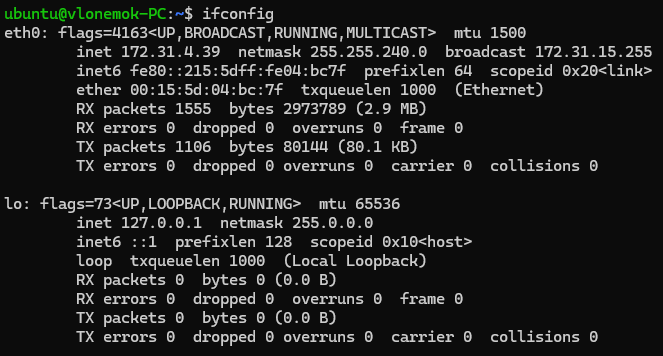 ubuntu@vlonemok-PC:~$ ifconfig
eth0: flags=4163<UP,BROADCAST,RUNNING,MULTICAST>  mtu 1500
        inet 172.31.4.39  netmask 255.255.240.0  broadcast 172.31.15.255
        inet6 fe80::215:5dff:fe04:bc7f  prefixlen 64  scopeid 0x20<link>
        ether 00:15:5d:04:bc:7f  txqueuelen 1000  (Ethernet)
        RX packets 1555  bytes 2973789 (2.9 MB)
        RX errors 0  dropped 0  overruns 0  frame 0
        TX packets 1106  bytes 80144 (80.1 KB)
        TX errors 0  dropped 0 overruns 0  carrier 0  collisions 0

lo: flags=73<UP,LOOPBACK,RUNNING>  mtu 65536
        inet 127.0.0.1  netmask 255.0.0.0
        inet6 ::1  prefixlen 128  scopeid 0x10<host>
        loop  txqueuelen 1000  (Local Loopback)
        RX packets 0  bytes 0 (0.0 B)
        RX errors 0  dropped 0  overruns 0  frame 0
        TX packets 0  bytes 0 (0.0 B)
        TX errors 0  dropped 0 overruns 0  carrier 0  collisions 0